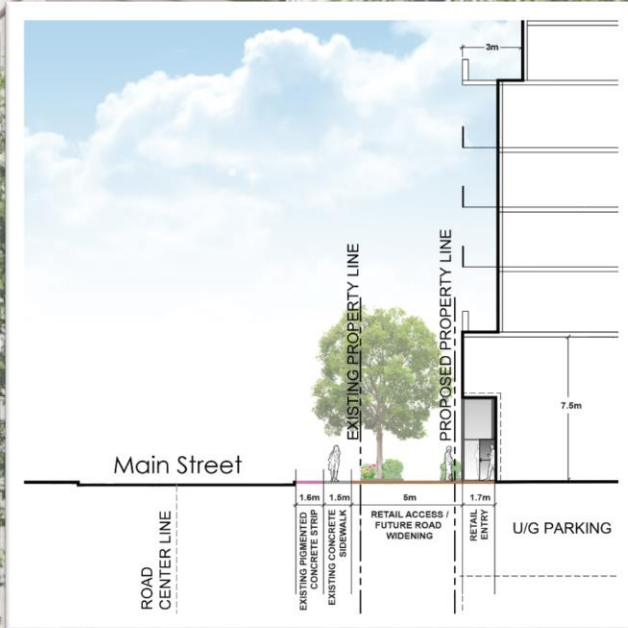 3m
EXISTING PROPERTY LINE
PROPOSED PROPERTY LINE
7.5m
Main Street
1.6m
1.5m
5m
1.7m
ROAD
CENTER LINE
EXISTING PIGMENTED
CONCRETE STRIP
EXISTING CONCRETE
SIDEWALK
RETAIL ACCESS /
FUTURE ROAD
WIDENING
RETAIL
ENTRY
U/G PARKING